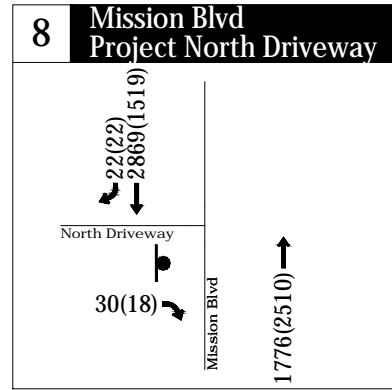 8
Mission Blvd
Project North Driveway
22(22)
2869(1519)
North Driveway
30(18)
Mission Blvd
1776(2510)